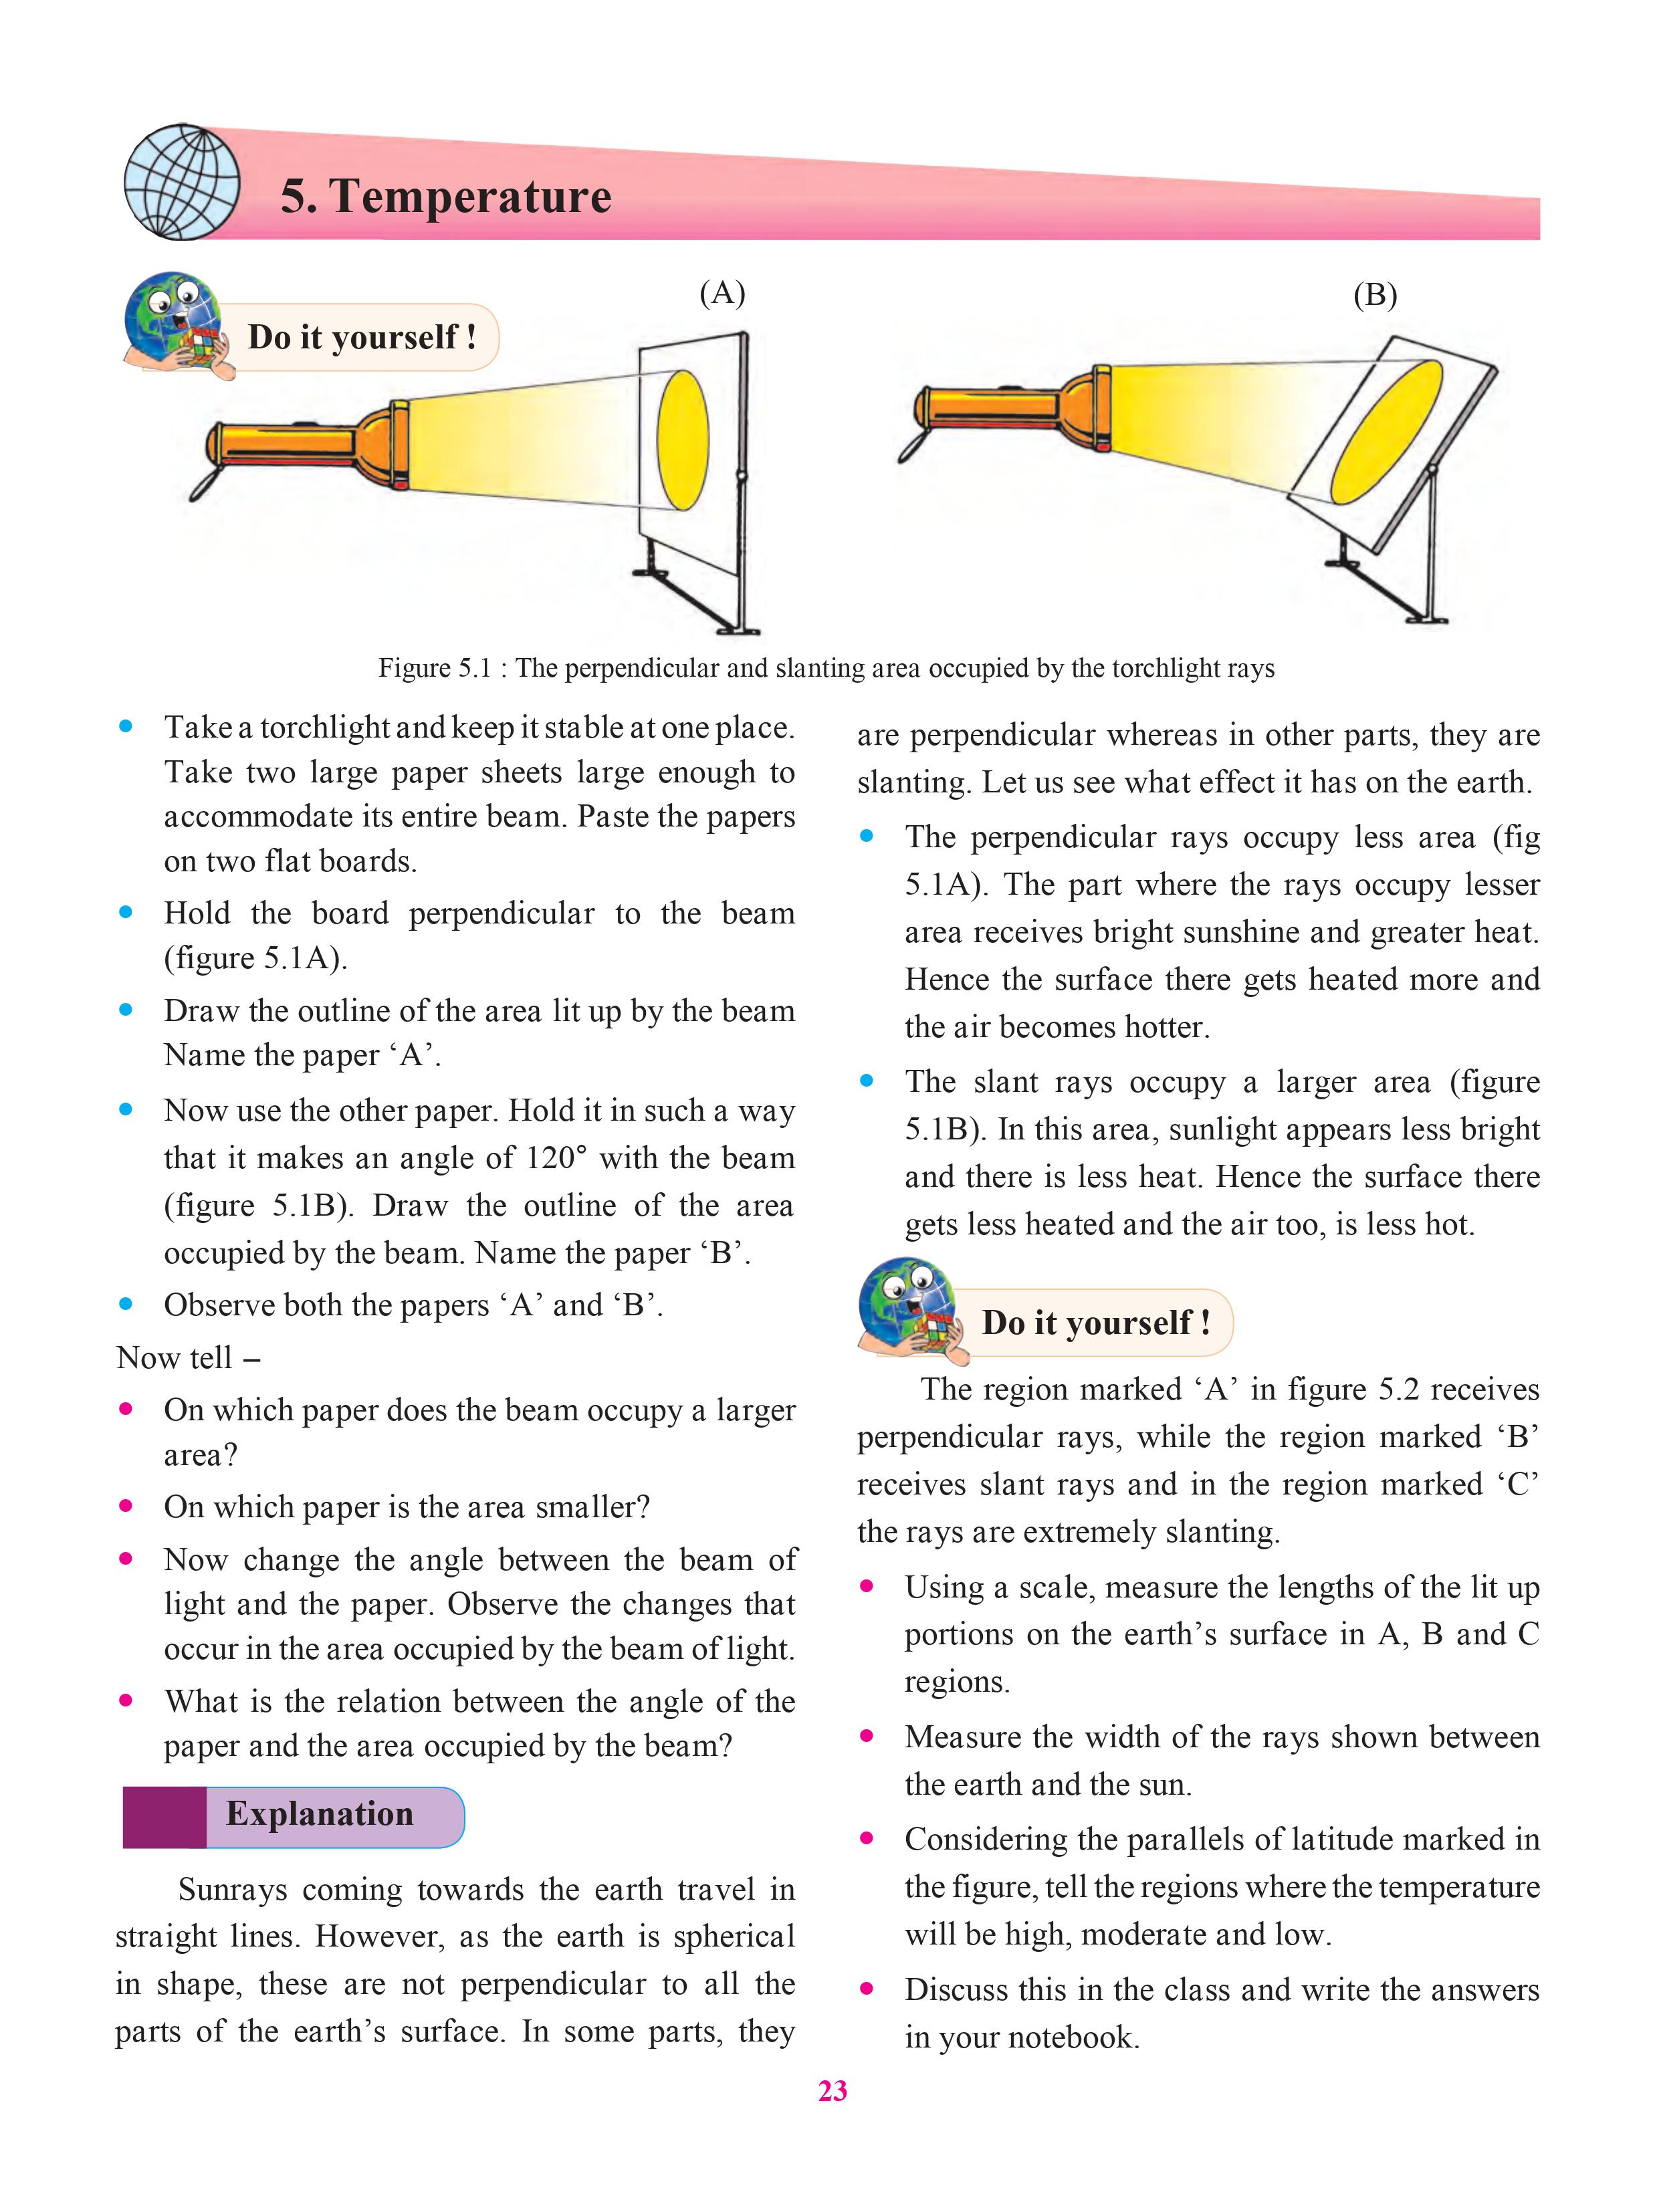 5. Temperature
Do it yourself !
(A)
(B)
Figure 5.1 : The perpendicular and slanting area occupied by the torchlight rays
• Take a torchlight and keep it stable at one place.
Take two large paper sheets large enough to
accommodate its entire beam. Paste the papers
on two flat boards.
• Hold the board perpendicular to the beam
(figure 5.1A).
• Draw the outline of the area lit up by the beam
Name the paper ‘A’.
• Now use the other paper. Hold it in such a way
that it makes an angle of 120° with the beam
(figure 5.1B). Draw the outline of the area
occupied by the beam. Name the paper ‘B’.
• Observe both the papers ‘A’ and ‘B’.
Now tell –
• On which paper does the beam occupy a larger
area?
• On which paper is the area smaller?
• Now change the angle between the beam of
light and the paper. Observe the changes that
occur in the area occupied by the beam of light.
• What is the relation between the angle of the
paper and the area occupied by the beam?
Explanation
Sunrays coming towards the earth travel in
straight lines. However, as the earth is spherical
in shape, these are not perpendicular to all the
parts of the earth’s surface. In some parts, they
are perpendicular whereas in other parts, they are
slanting. Let us see what effect it has on the earth.
• The perpendicular rays occupy less area (fig
5.1A). The part where the rays occupy lesser
area receives bright sunshine and greater heat.
Hence the surface there gets heated more and
the air becomes hotter.
• The slant rays occupy a larger area (figure
5.1B). In this area, sunlight appears less bright
and there is less heat. Hence the surface there
gets less heated and the air too, is less hot.
Do it yourself !
The region marked ‘A’ in figure 5.2 receives
perpendicular rays, while the region marked ‘B’
receives slant rays and in the region marked ‘C’
the rays are extremely slanting.
• Using a scale, measure the lengths of the lit up
portions on the earth’s surface in A, B and C
regions.
• Measure the width of the rays shown between
the earth and the sun.
• Considering the parallels of latitude marked in
the figure, tell the regions where the temperature
will be high, moderate and low.
• Discuss this in the class and write the answers
in your notebook.
23